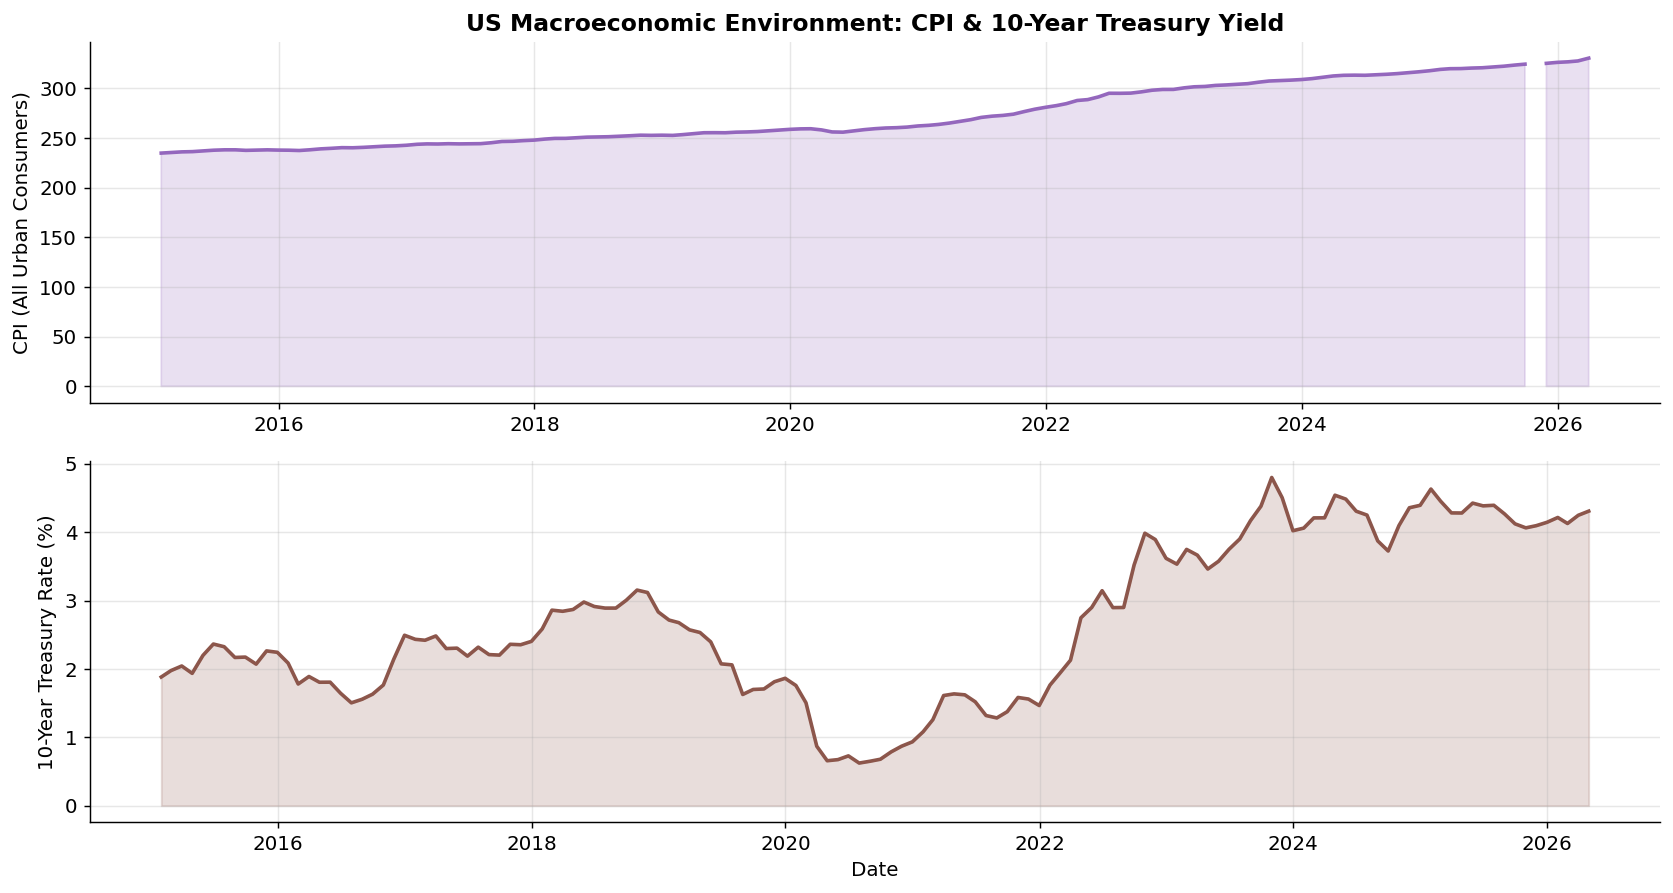 US Macroeconomic Environment: CPI & 10-Year Treasury Yield
CPI (All Urban Consumers)
300
250
200
150
100
50
0
2016 2018 2020 2022 2024 2026
10-Year Treasury Rate (%)
5
4
3
2
1
0
2016 2018 2020 2022 2024 2026
Date